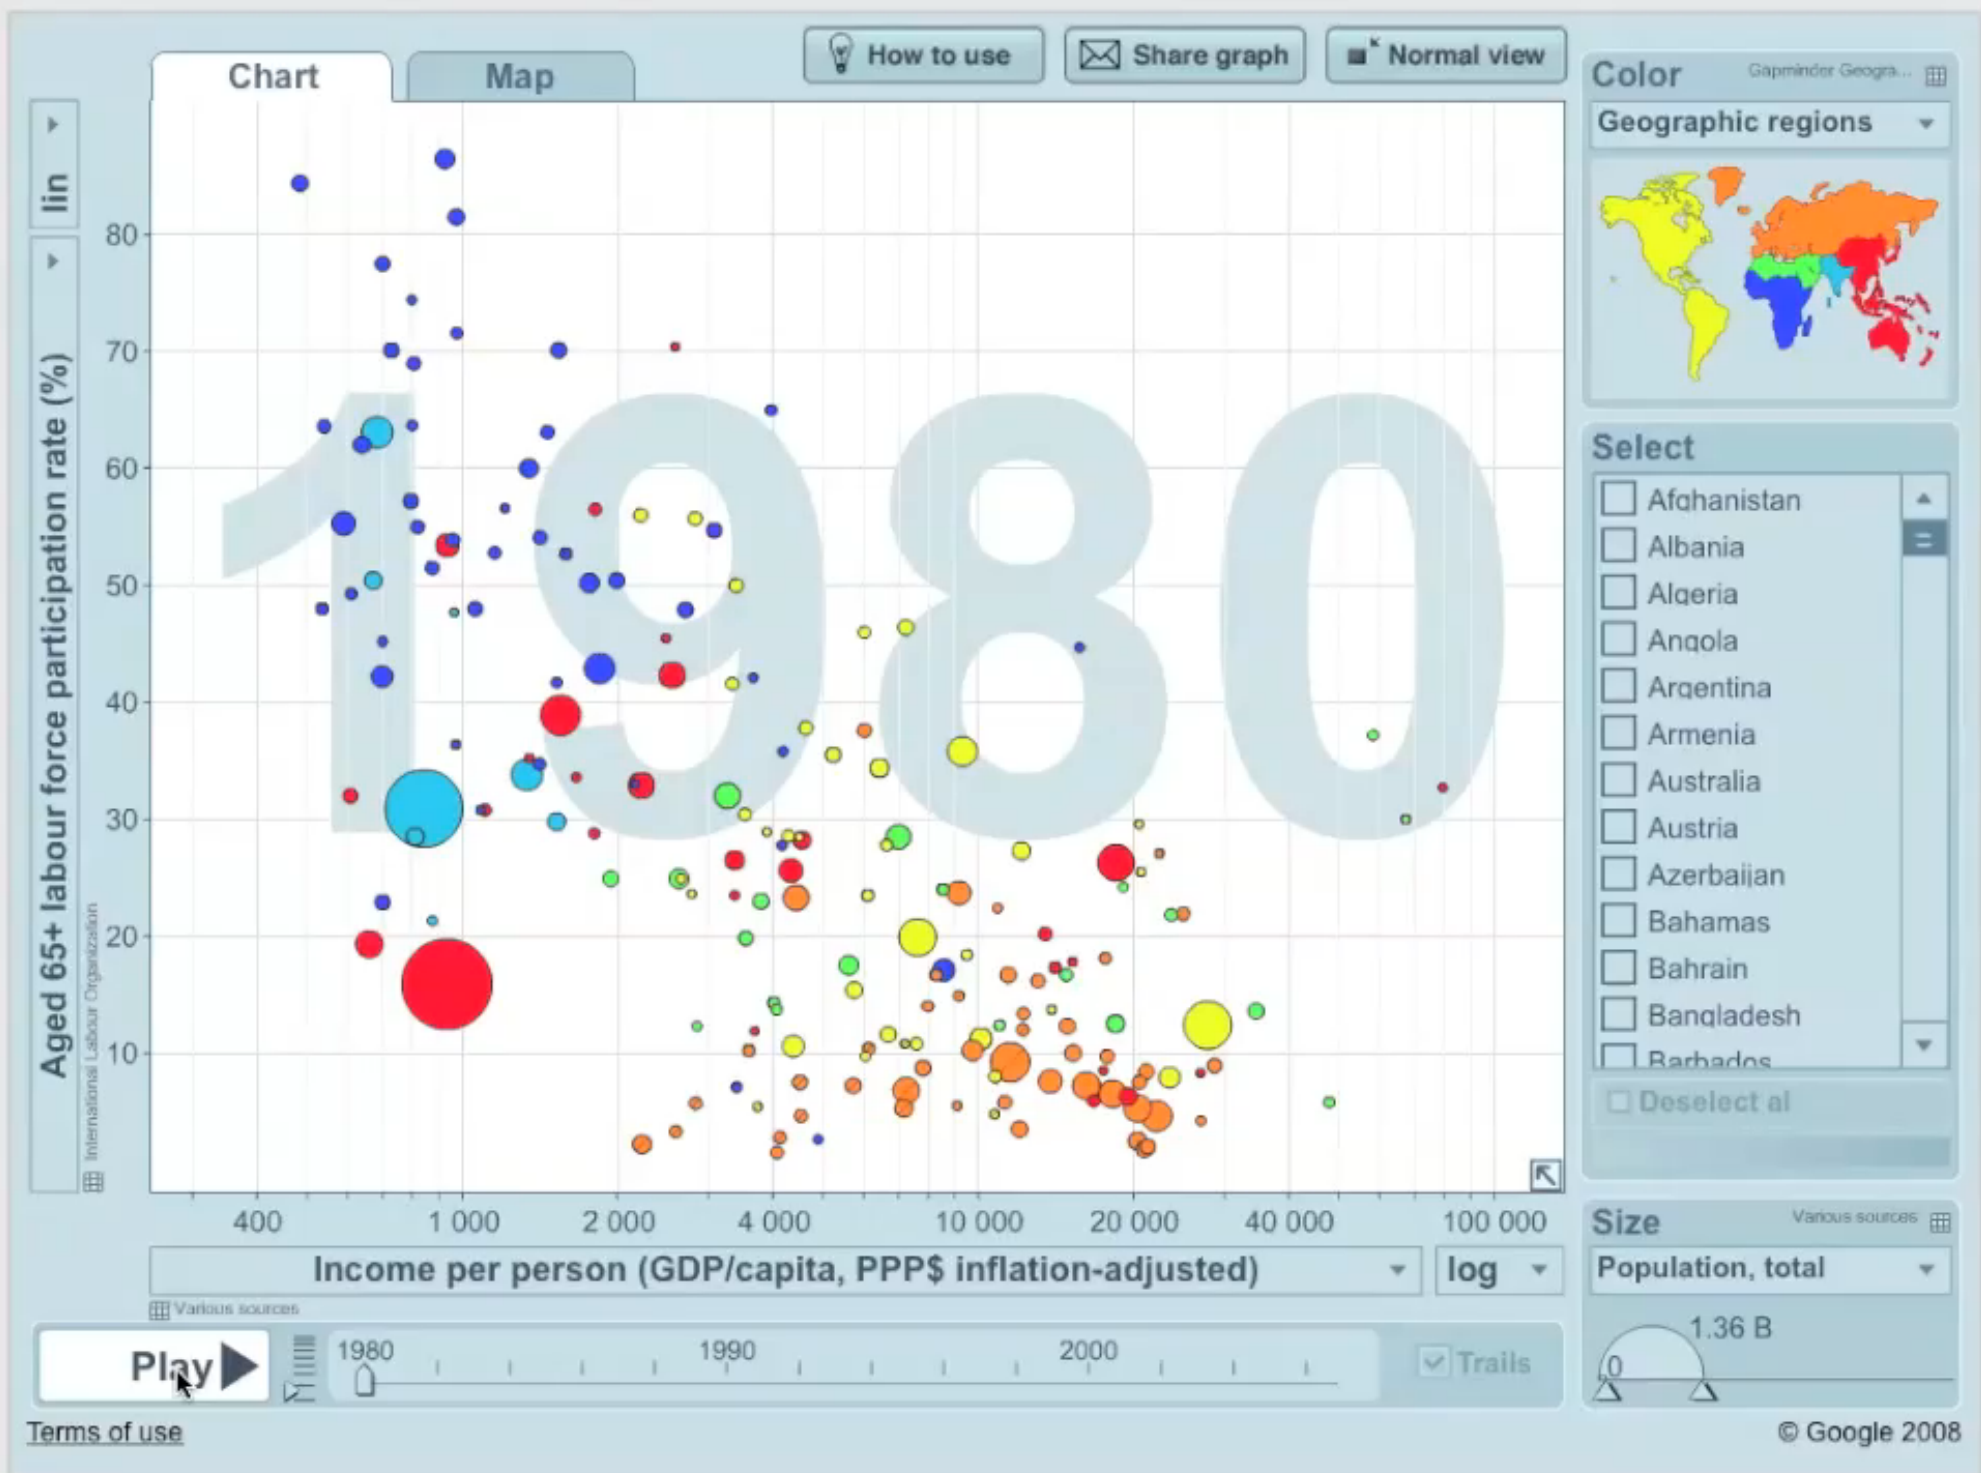 Chart
Map
How to use
Share graph
Normal view
Color
Gapminder Geogra...
Geographic regions
lin
Aged 65+ labour force participation rate (%)
International Labour Organization
80
70
60
50
40
30
20
10
1980
Select
Afghanistan
Albania
Algeria
Angola
Argentina
Armenia
Australia
Austria
Azerbaijan
Bahamas
Bahrain
Bangladesh
Barbados
Deselect al
400
1 000
2 000
4 000
10 000
20 000
40 000
100 000
Income per person (GDP/capita, PPP$ inflation-adjusted)
log
Various sources
Size
Various sources
Population, total
1.36 B
0
Play
1980
1990
2000
Trails
Terms of use
© Google 2008